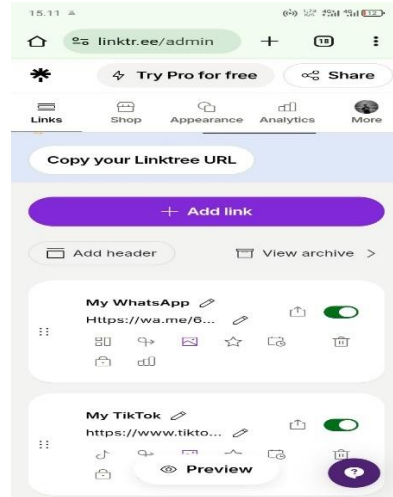 15.11
linktr.ee/admin
18
Try Pro for free
Share
Links Shop Appearance Analytics More
Copy your Linktree URL
+ Add link
Add header View archive >
My WhatsApp
Https://wa.me/6...
My TikTok
https://www.tikto...
Preview
?